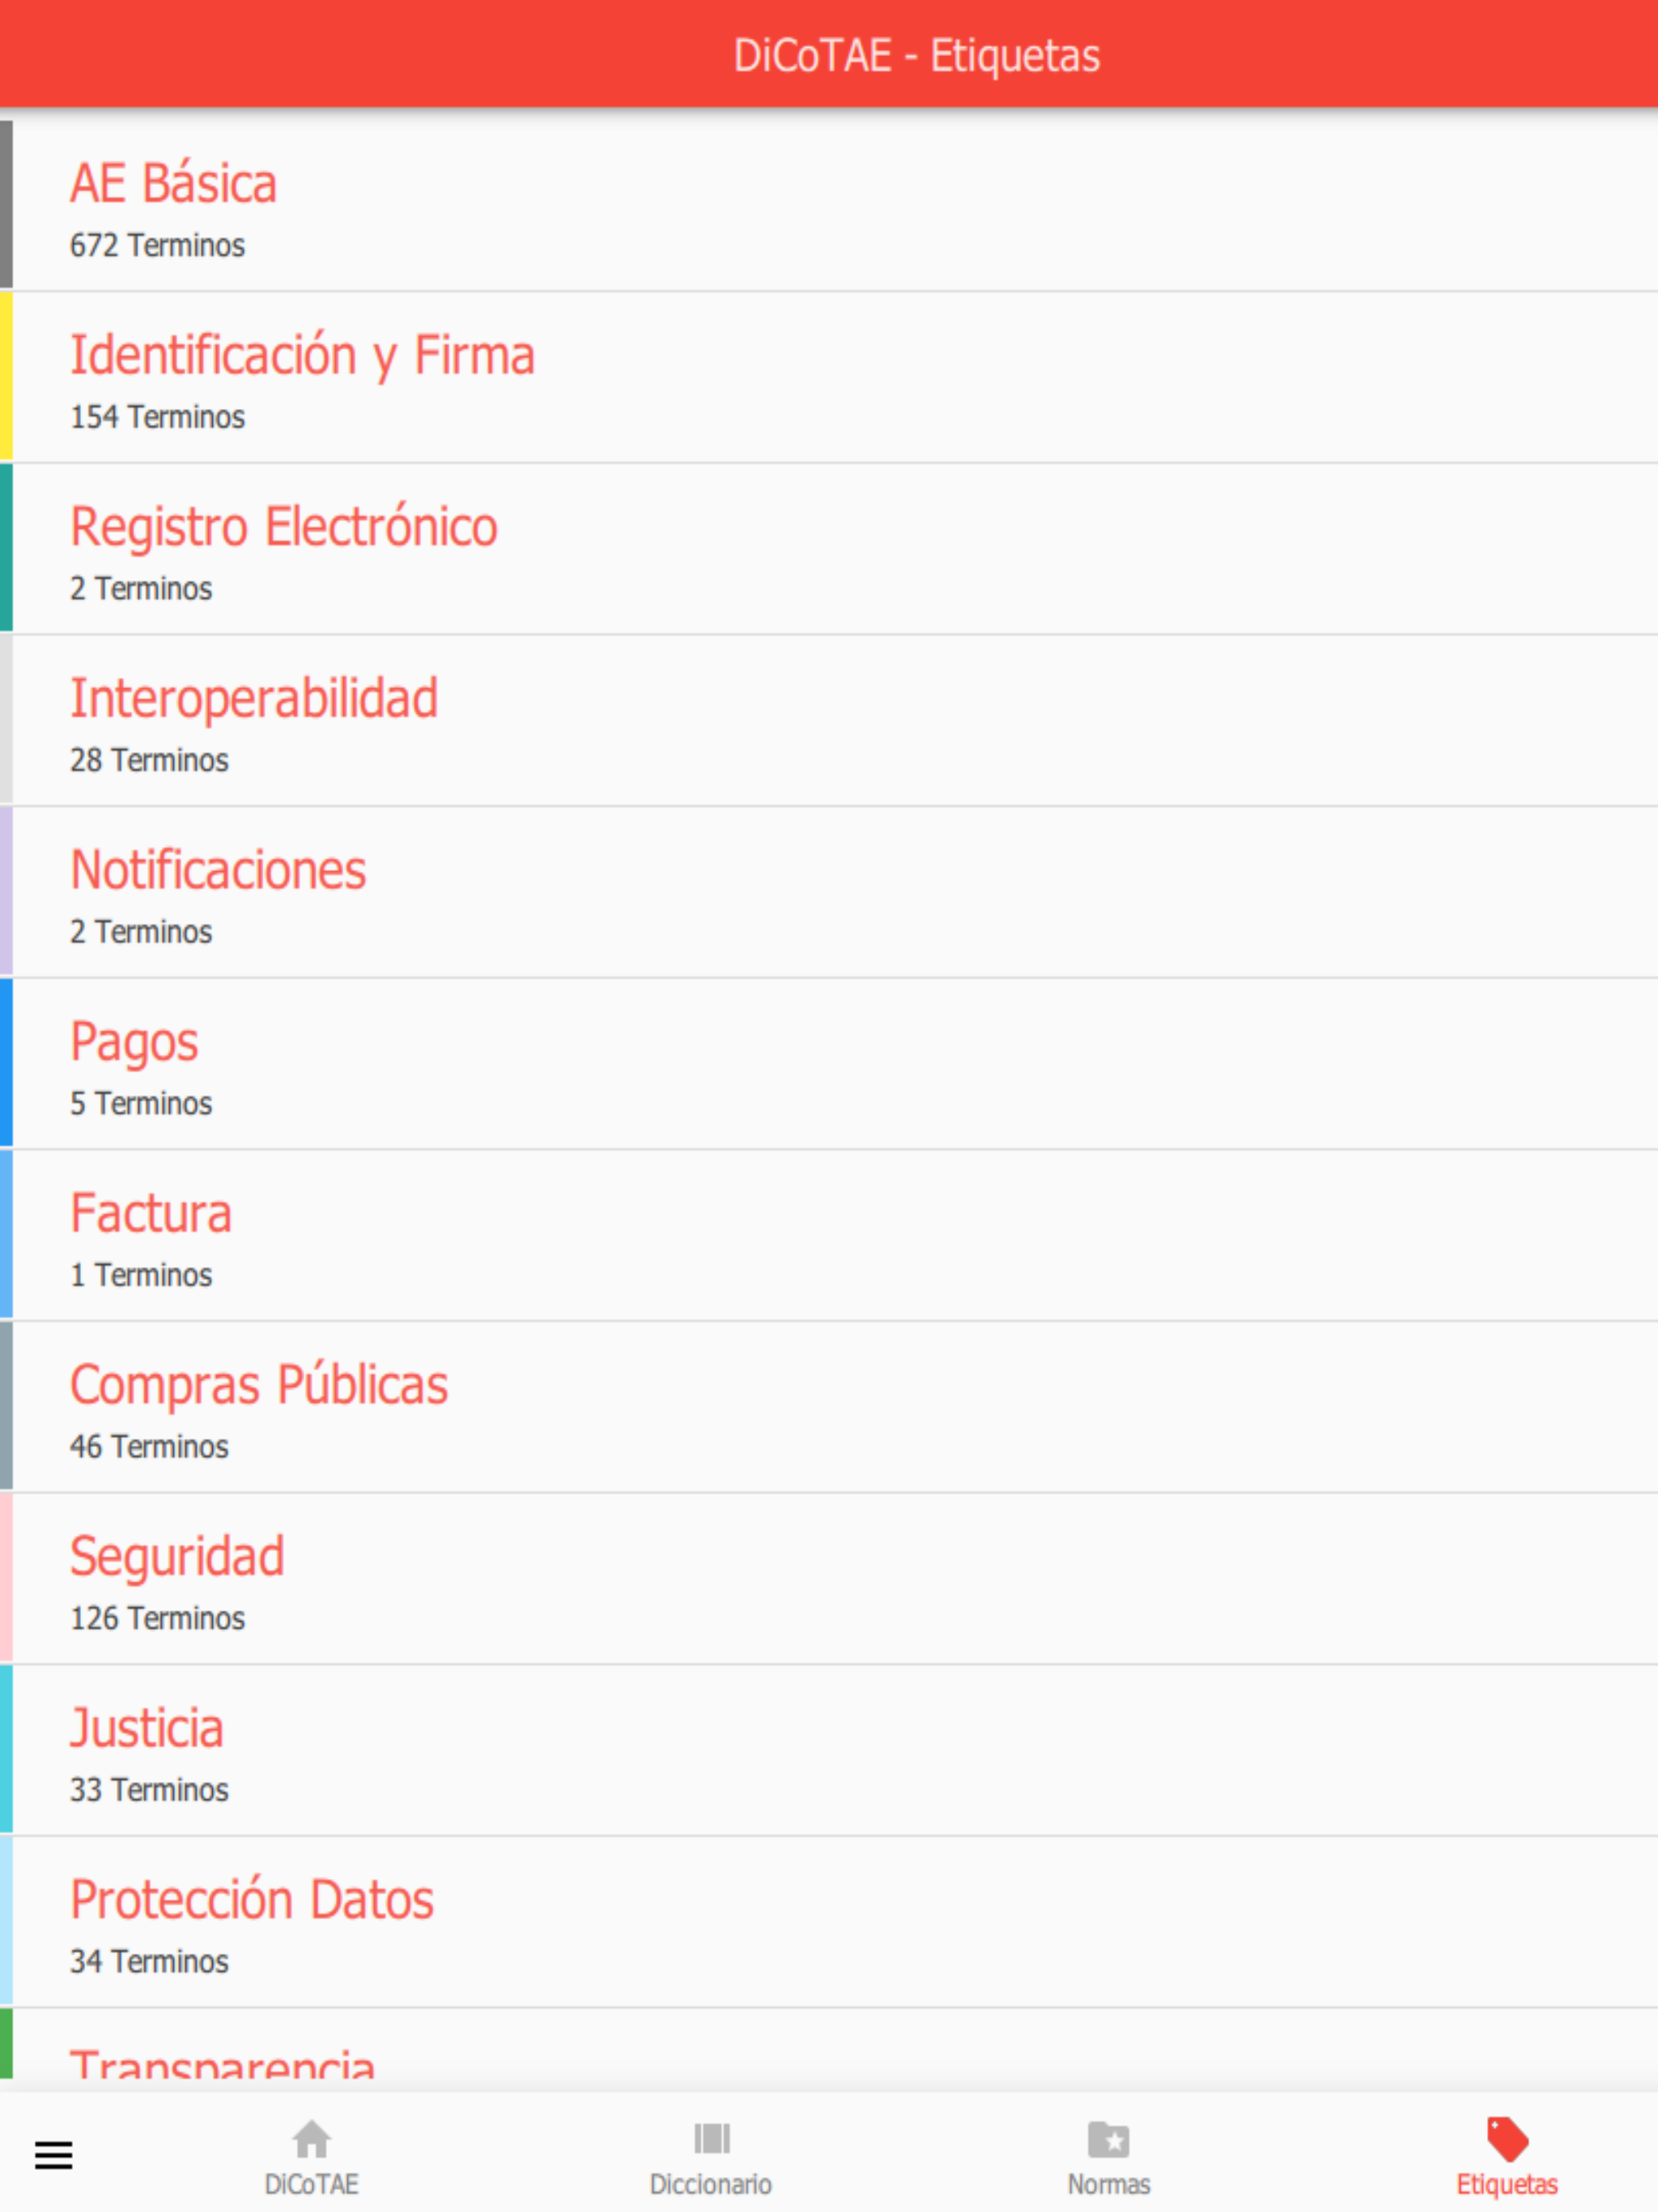 DiCoTAE - Etiquetas
AE Básica
672 Terminos
Identificación y Firma
154 Terminos
Registro Electrónico
2 Terminos
Interoperabilidad
28 Terminos
Notificaciones
2 Terminos
Pagos
5 Terminos
Factura
1 Terminos
Compras Públicas
46 Terminos
Seguridad
126 Terminos
Justicia
33 Terminos
Protección Datos
34 Terminos
Transparencia
DiCoTAE
Diccionario
Normas
Etiquetas